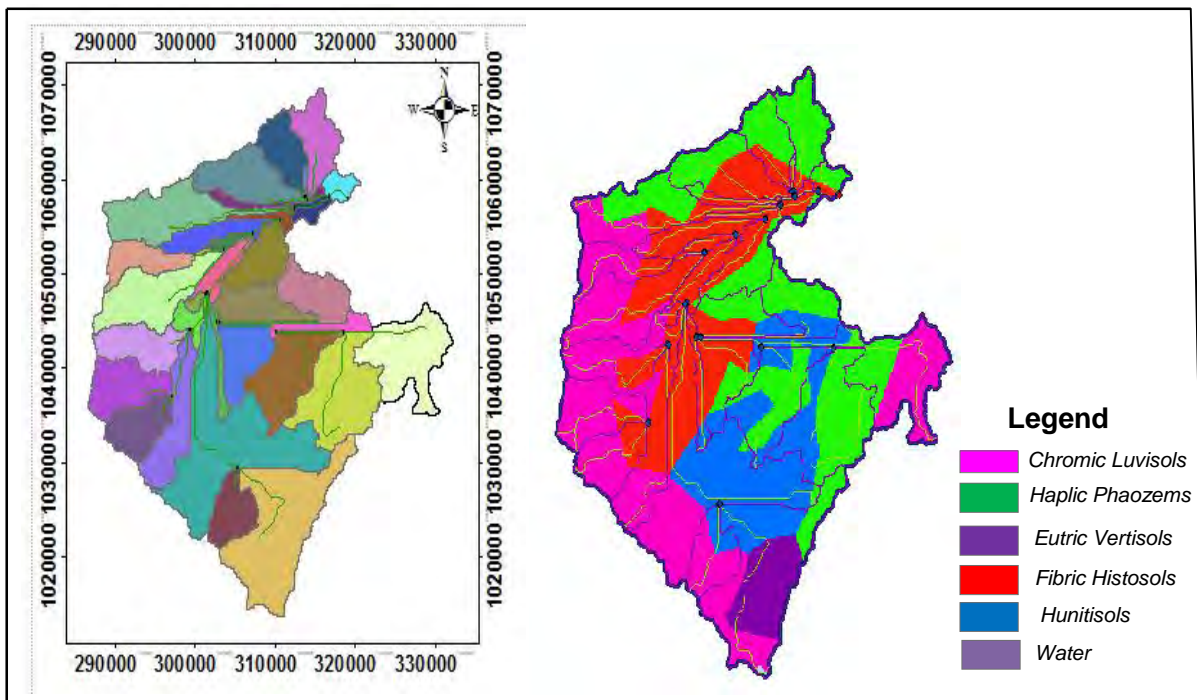 290000 300000 310000 320000 330000
N
W E
S
1070000
1060000
1050000
1040000
1030000
1020000
1070000
1060000
1050000
1040000
1030000
1020000
290000 300000 310000 320000 330000
Legend
Chromic Luvisols
Haplic Phaozems
Eutric Vertisols
Fibric Histosols
Hunitisols
Water